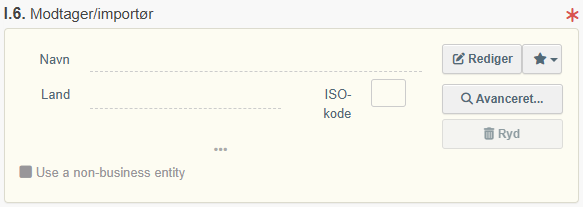 I.6. Modtager/importør
Navn
Rediger
Land
ISO-
kode
Avanceret...
Ryd
Use a non-business entity